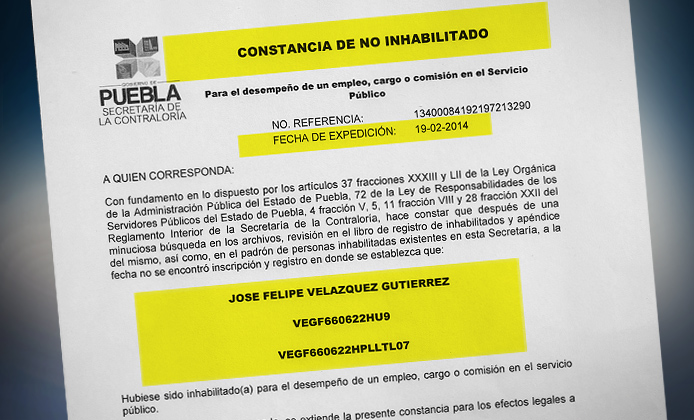 CONSTANCIA DE NO INHABILITADO
GOBIERNO DE
PUEBLA
SECRETARÍA DE
LA CONTRALORÍA
Para el desempeño de un empleo, cargo o comisión en el Servicio
Público
NO. REFERENCIA: 13400084192197213290
FECHA DE EXPEDICIÓN: 19-02-2014
A QUIEN CORRESPONDA:
Con fundamento en lo dispuesto por los artículos 37 fracciones XXXIII y LII de la Ley Orgánica
de la Administración Pública del Estado de Puebla, 72 de la Ley de Responsabilidades de los
Servidores Públicos del Estado de Puebla, 4 fracción V, 5, 11 fracción VIII y 28 fracción XXII del
Reglamento Interior de la Secretaría de la Contraloría, hace constar que después de una
minuciosa búsqueda en los archivos, revisión en el libro de registro de inhabilitados y apéndice
del mismo, así como, en el padrón de personas inhabilitadas existentes en esta Secretaría, a la
fecha no se encontró inscripción y registro en donde se establezca que:
JOSE FELIPE VELAZQUEZ GUTIERREZ
VEGF660622HU9
VEGF660622HPLLTL07
Hubiese sido inhabilitado(a) para el desempeño de un empleo, cargo o comisión en el servicio
público.
se extiende la presente constancia para los efectos legales a